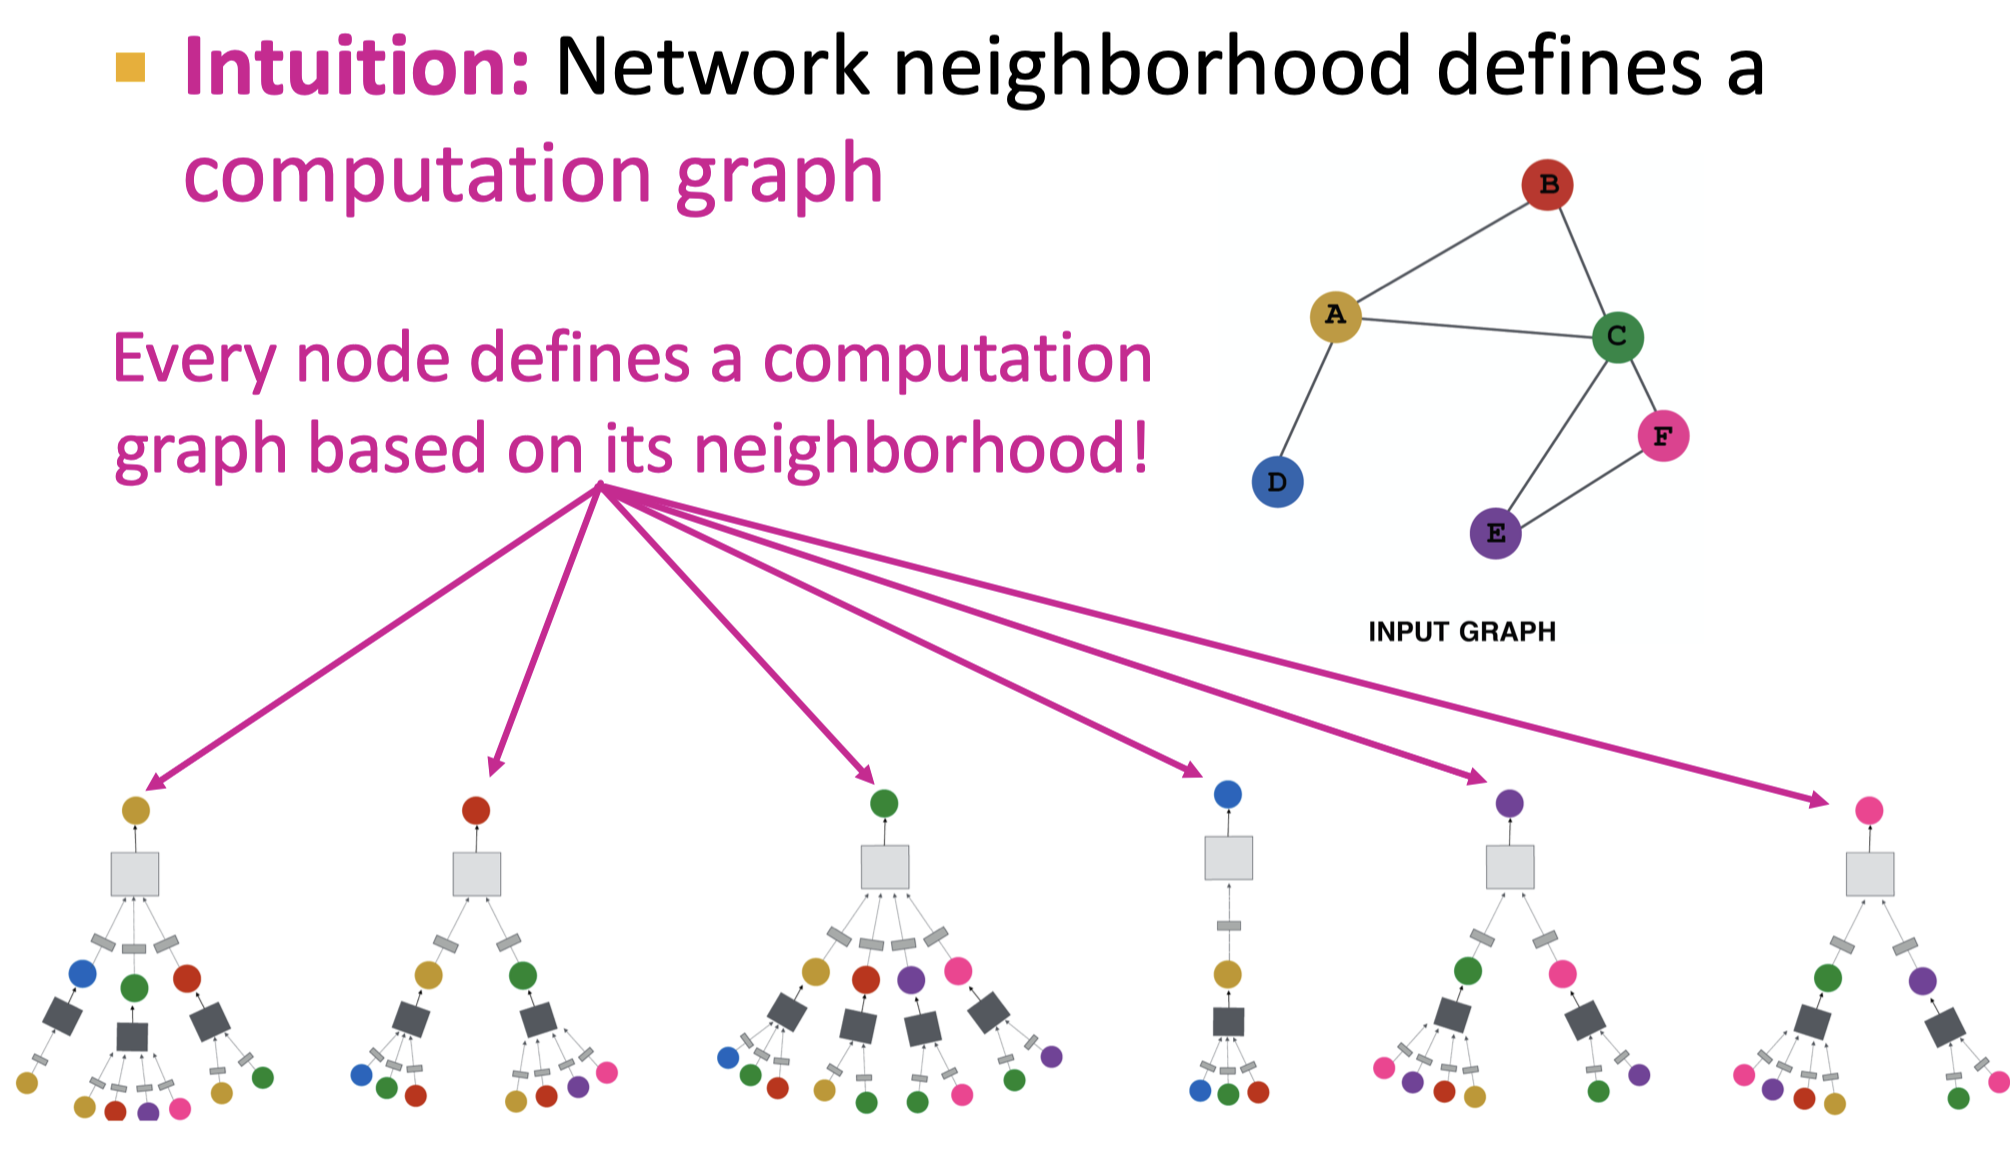 Intuition: Network neighborhood defines a
computation graph
Every node defines a computation
graph based on its neighborhood!
B
A
C
F
D
E
INPUT GRAPH